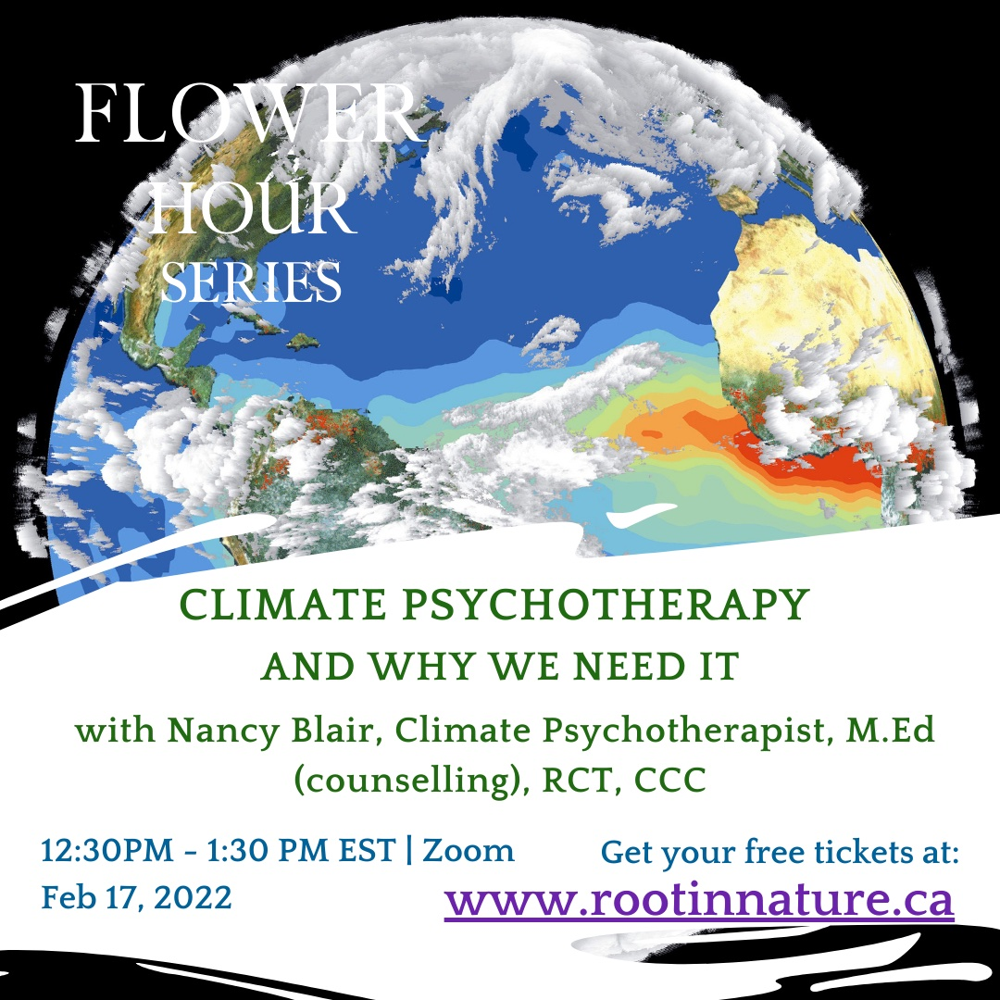 FLOWER
HOUR
SERIES
CLIMATE PSYCHOTHERAPY
AND WHY WE NEED IT
with Nancy Blair, Climate Psychotherapist, M.Ed
(counselling), RCT, CCC
12:30PM - 1:30 PM EST | Zoom
Feb 17, 2022
Get your free tickets at:
www.rootinnature.ca